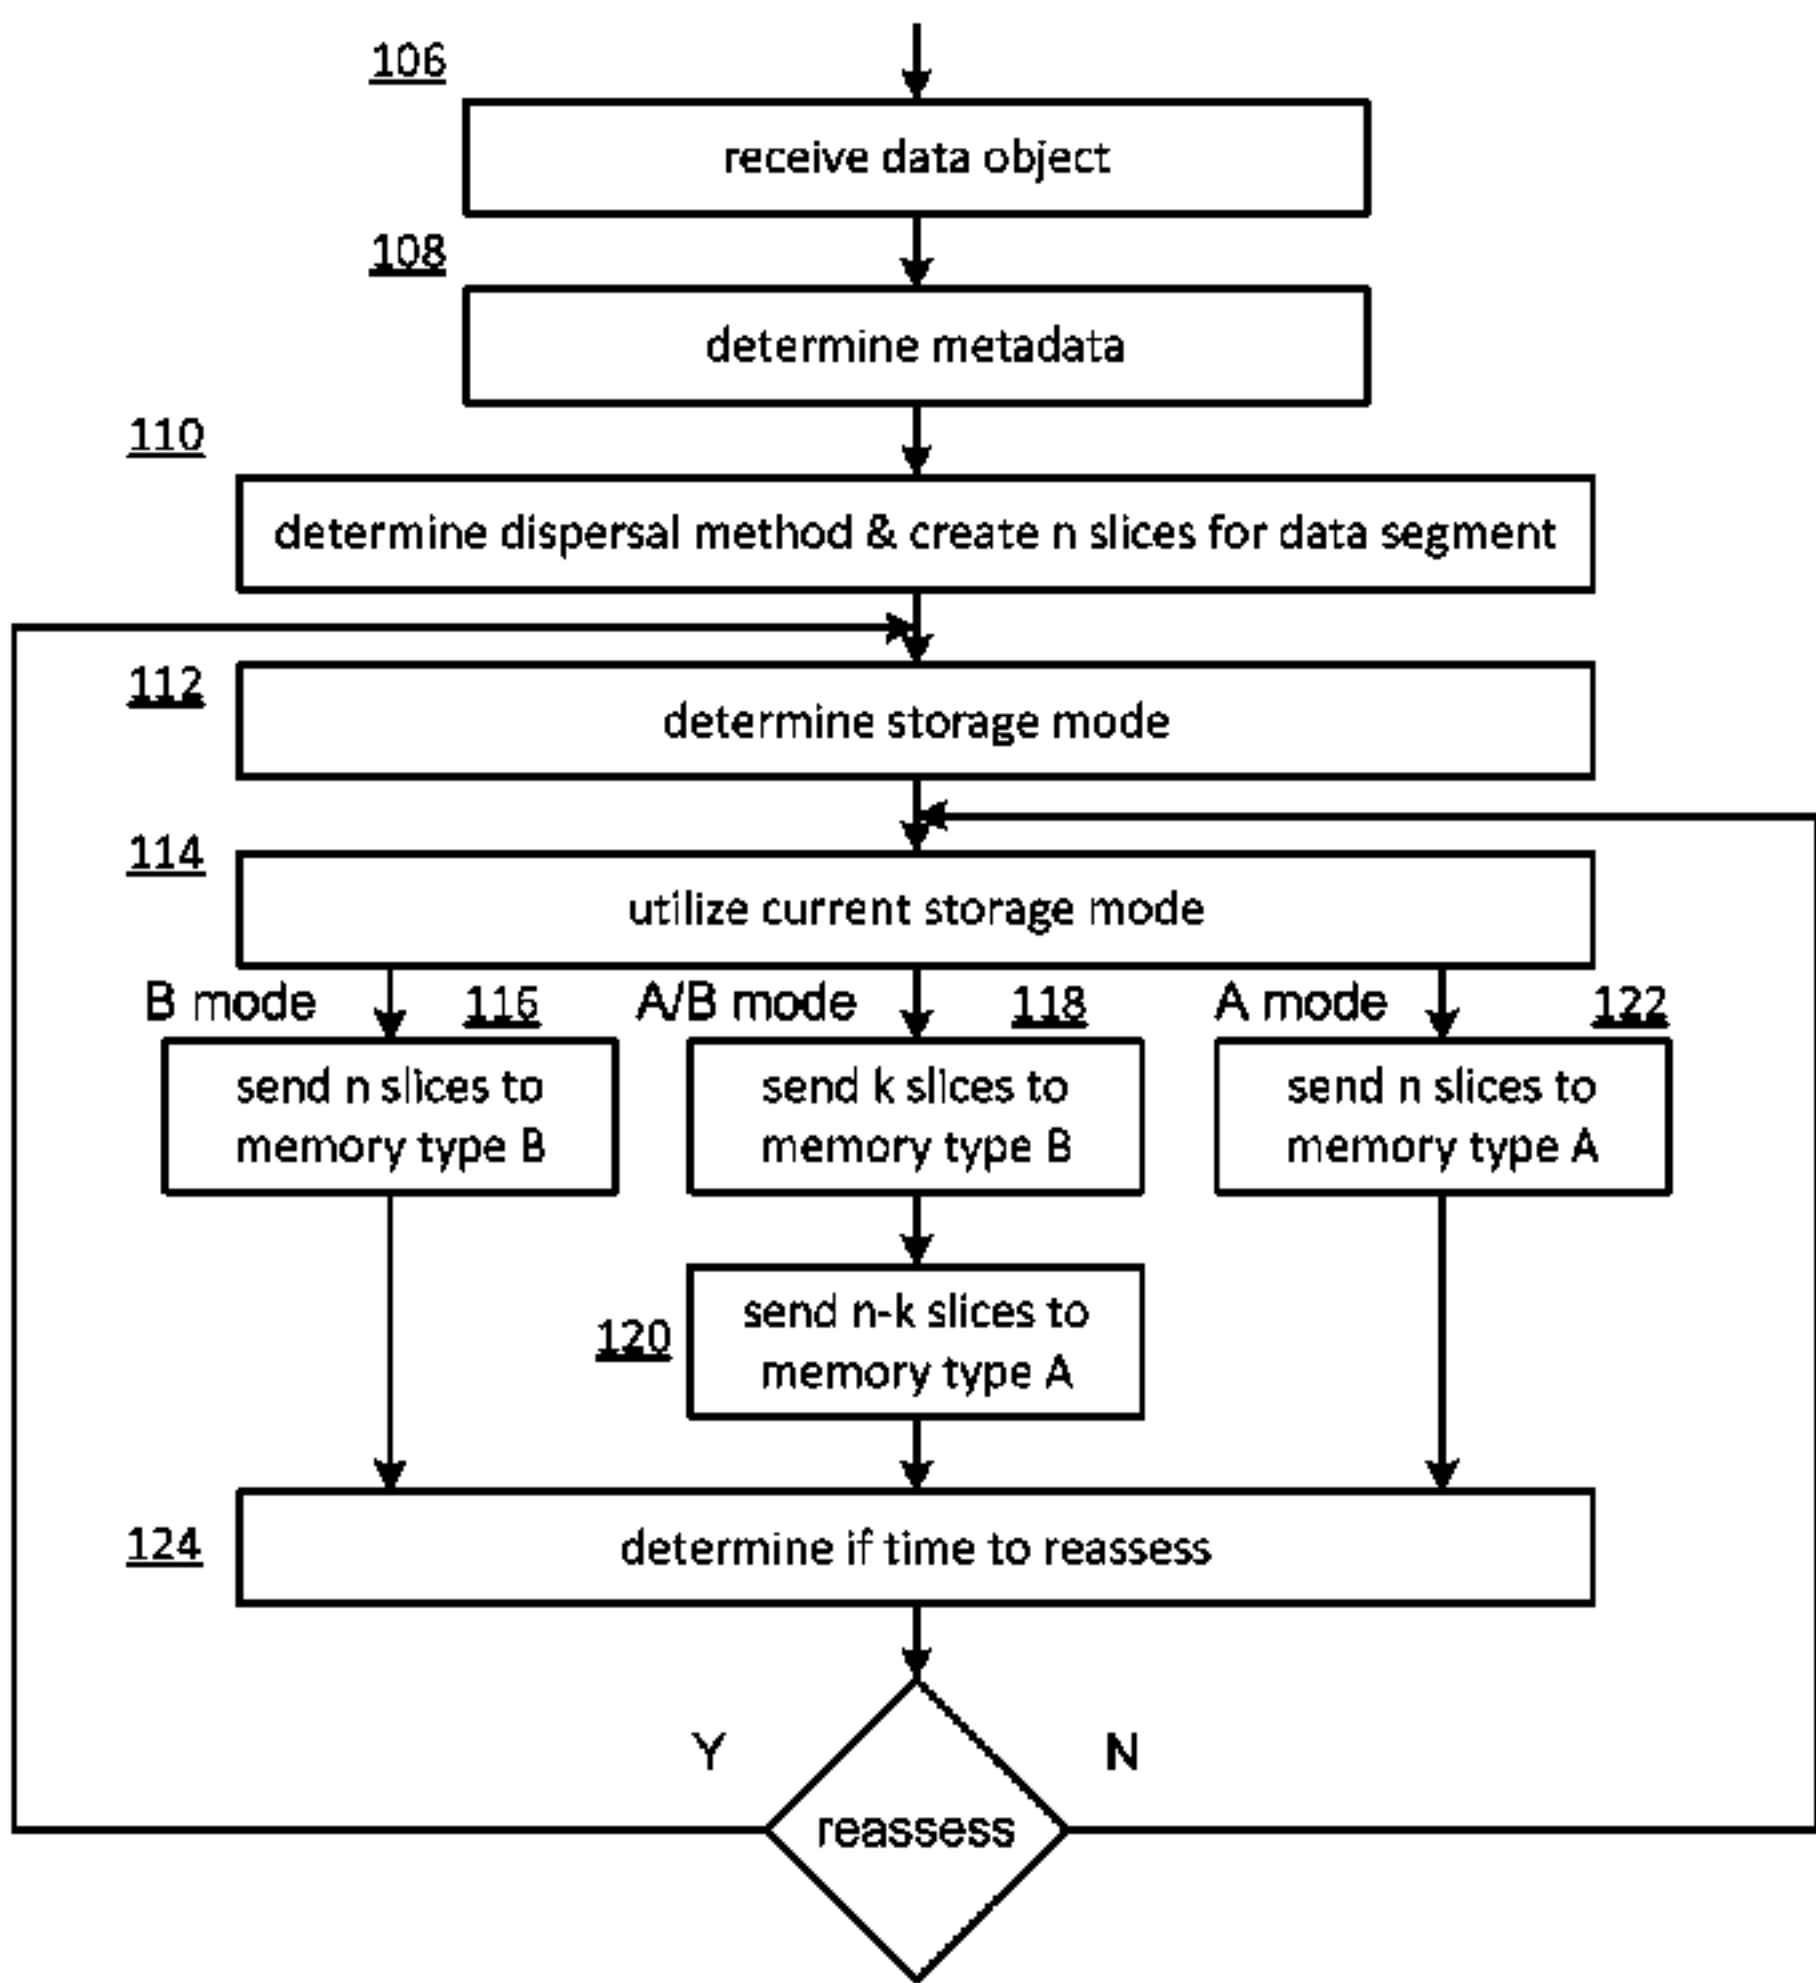 106
receive data object
108
determine metadata
110
determine dispersal method & create n slices for data segment
112
determine storage mode
114
utilize current storage mode
B mode
116
A/B mode
118
A mode
122
send n slices to
memory type B
send k slices to
memory type B
send n slices to
memory type A
120
send n-k slices to
memory type A
124
determine if time to reassess
Y
N
reassess